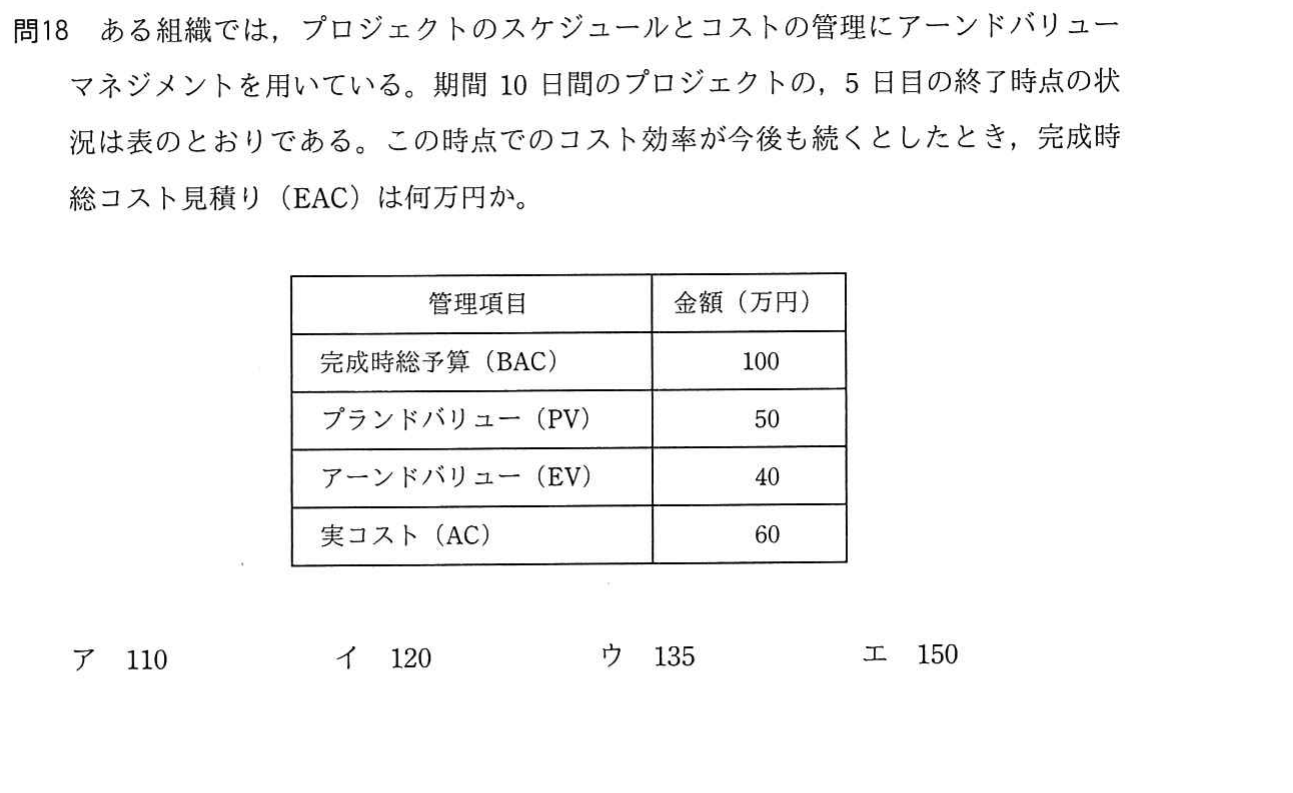 問18 ある組織では，プロジェクトのスケジュールとコストの管理にアーンドバリュー
マネジメントを用いている。期間 10 日間のプロジェクトの，5 日目の終了時点の状
況は表のとおりである。この時点でのコスト効率が今後も続くとしたとき，完成時
総コスト見積り（EAC）は何万円か。
管理項目 金額（万円）
完成時総予算（BAC） 100
プランドバリュー（PV） 50
アーンドバリュー（EV） 40
実コスト（AC） 60
ア 110 イ 120 ウ 135 エ 150